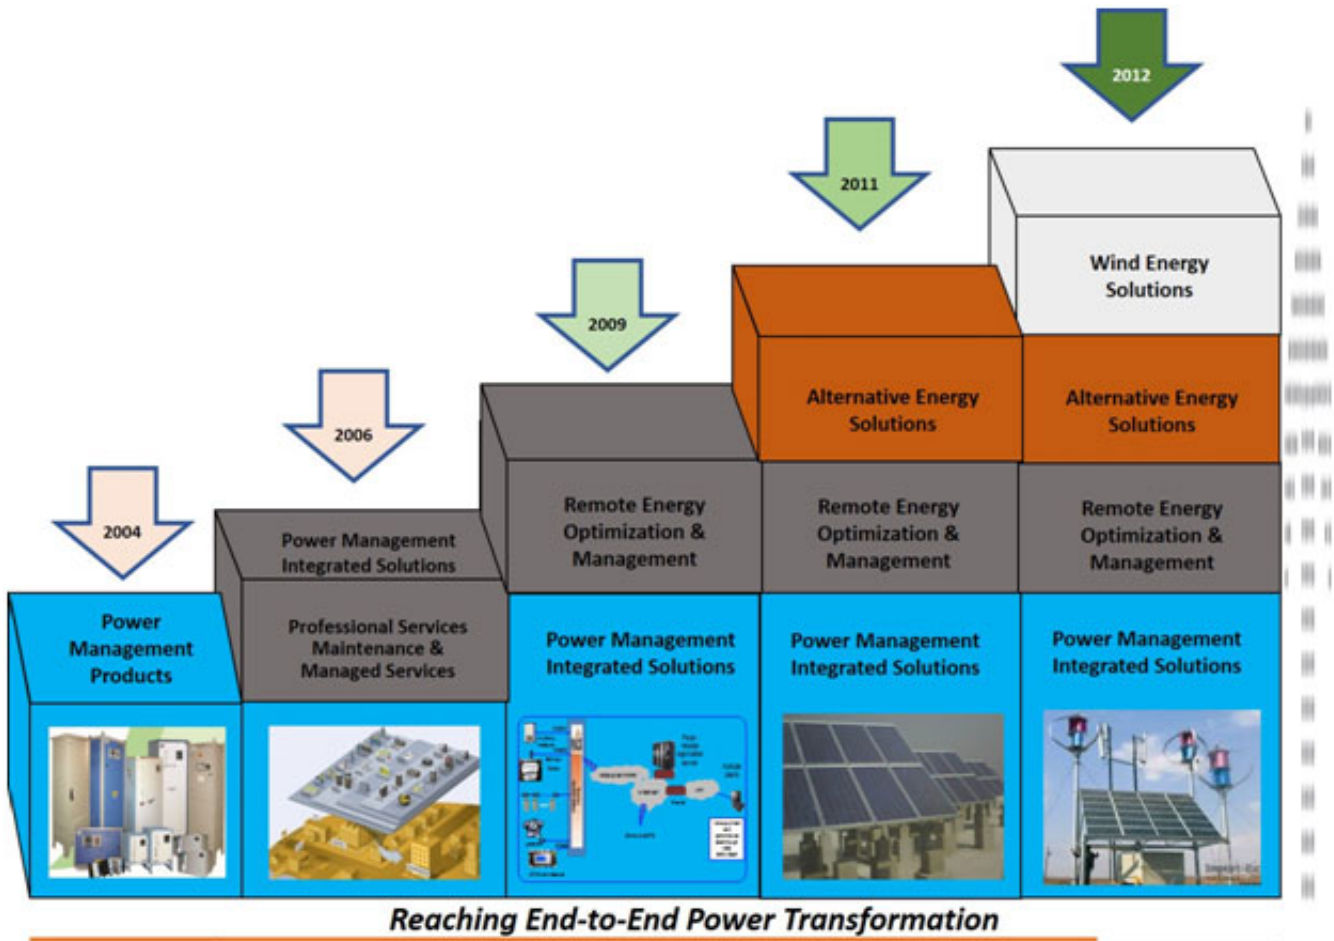 2012
2011
2009
2006
2004
Wind Energy
Solutions
Alternative Energy
Solutions
Alternative Energy
Solutions
Remote Energy
Optimization &
Management
Remote Energy
Optimization &
Management
Remote Energy
Optimization &
Management
Power Management
Integrated Solutions
Professional Services
Maintenance &
Managed Services
Power
Management
Products
Power Management
Integrated Solutions
Power Management
Integrated Solutions
Power Management
Integrated Solutions
Reaching End-to-End Power Transformation